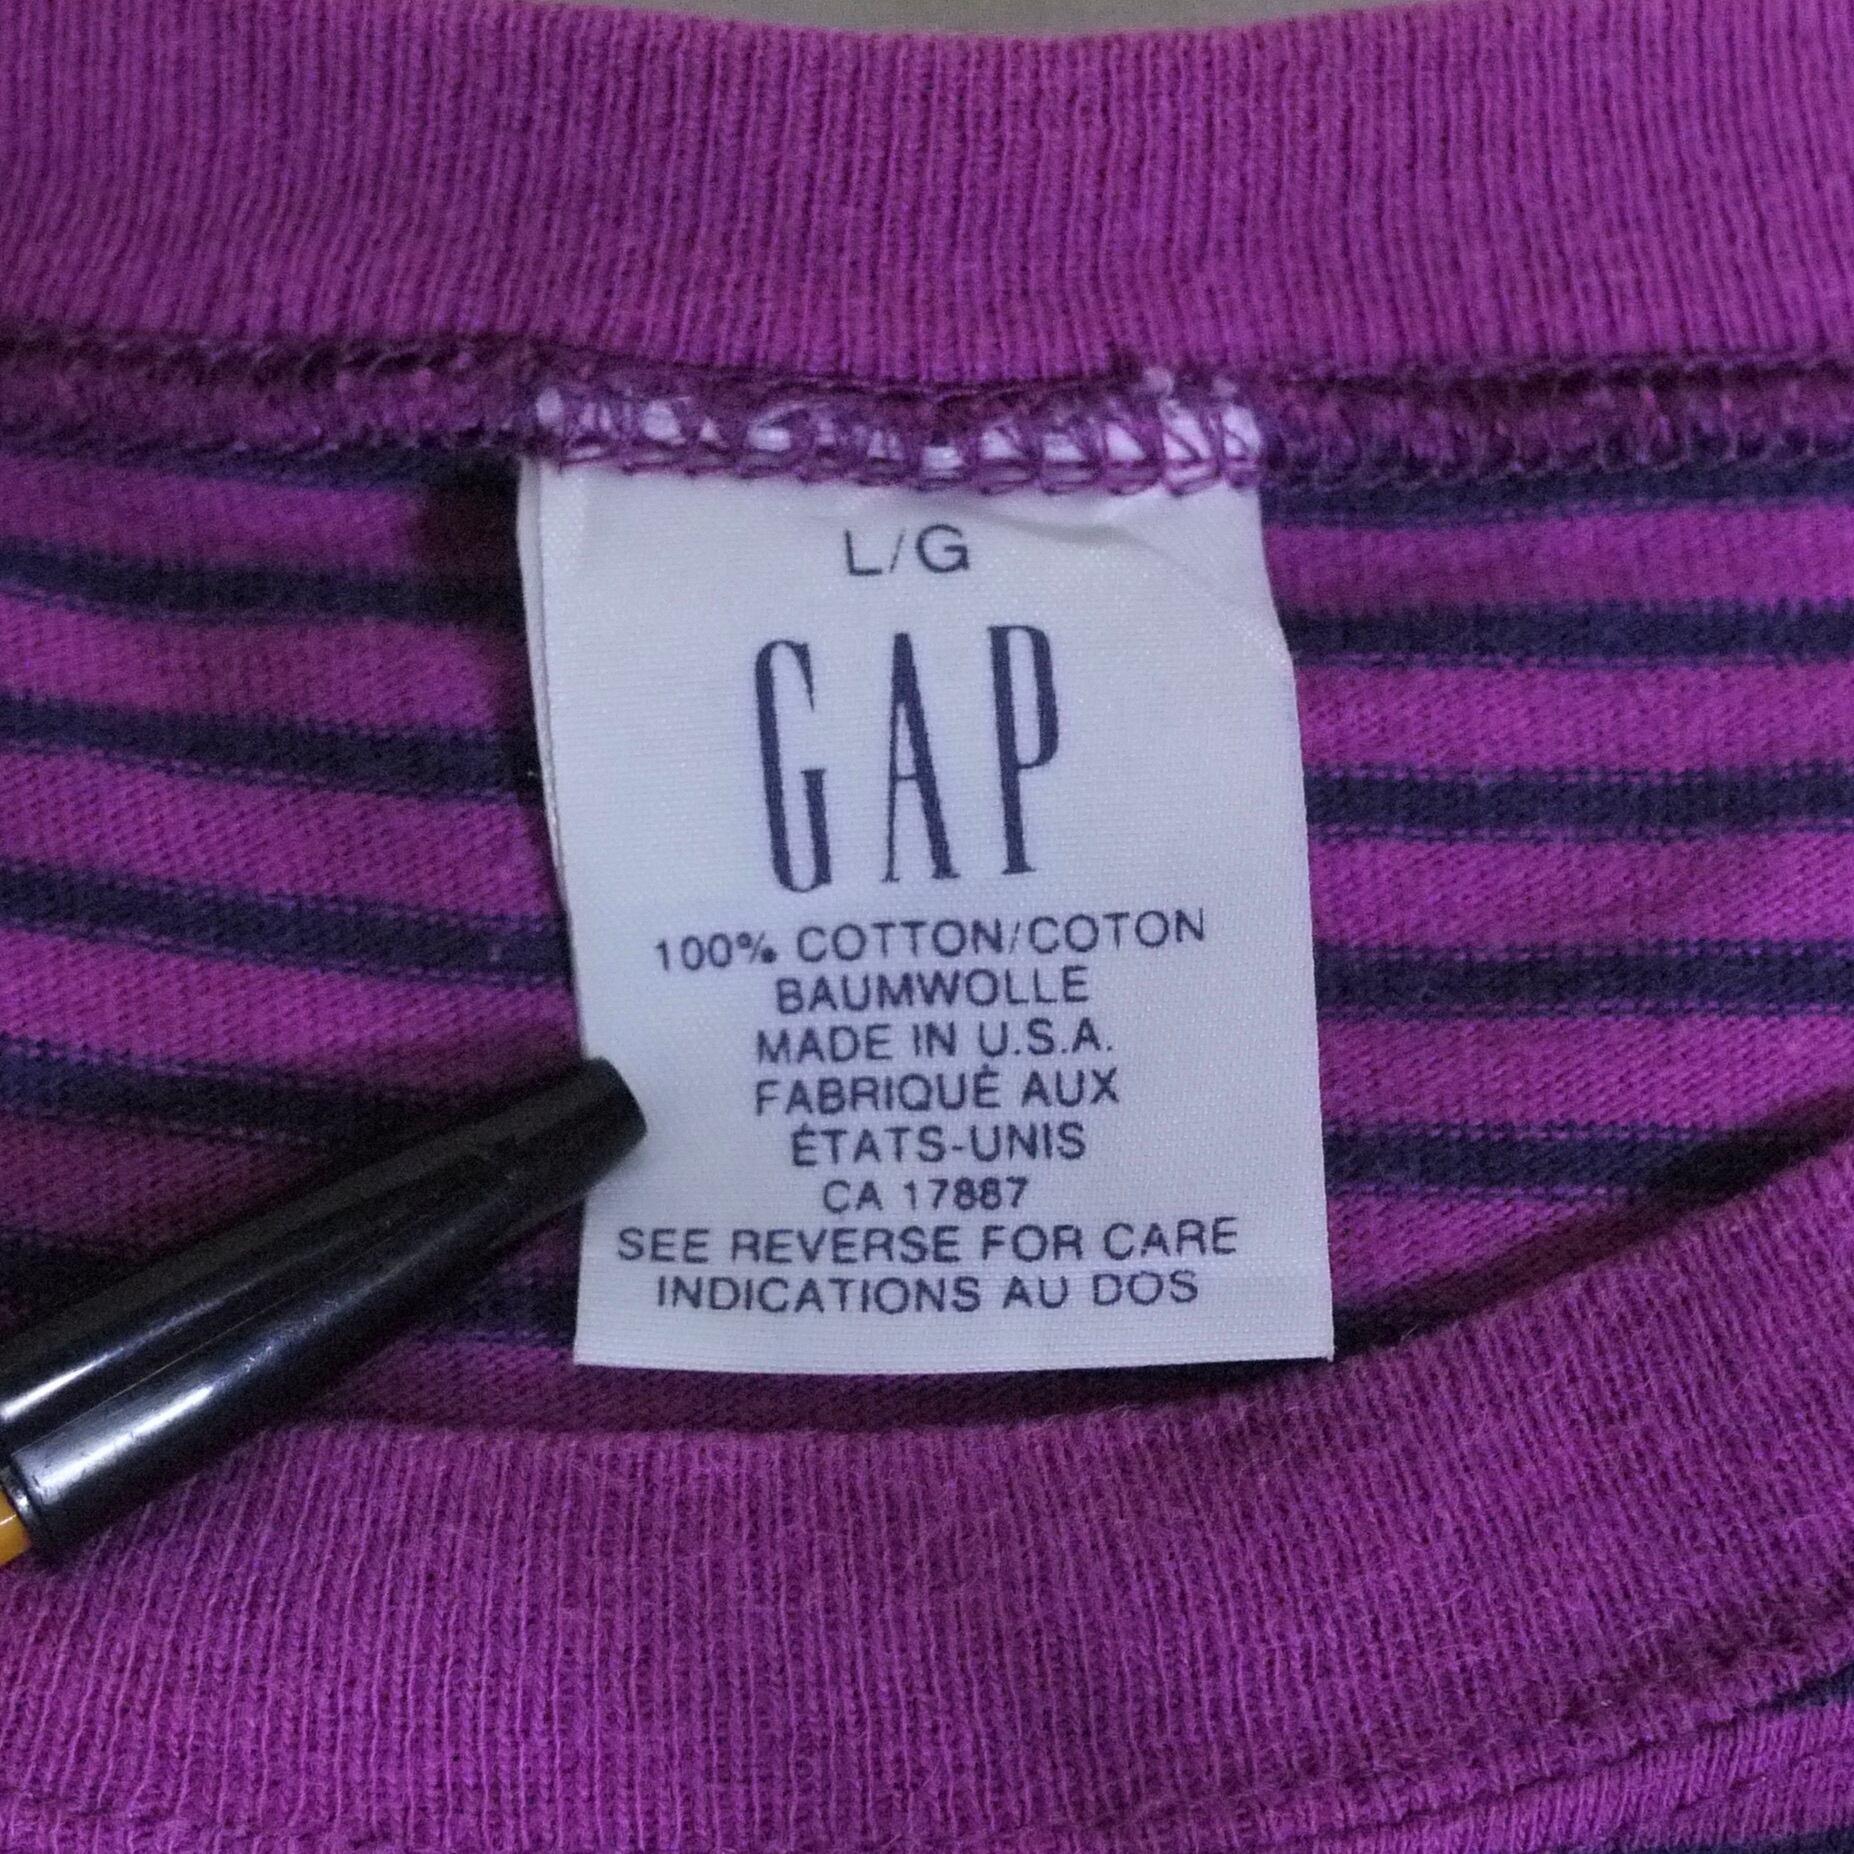 L/G
GAP
100% COTTON/COTON
BAUMWOLLE
MADE IN U.S.A.
FABRIQUÉ AUX
ÉTATS-UNIS
CA 17887
SEE REVERSE FOR CARE
INDICATIONS AU DOS